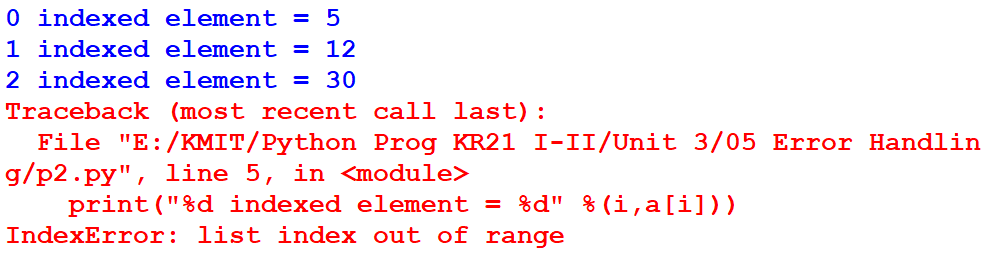 0 indexed element = 5
1 indexed element = 12
2 indexed element = 30
Traceback (most recent call last):
  File "E:/KMIT/Python Prog KR21 I-II/Unit 3/05 Error Handlin
g/p2.py", line 5, in <module>
    print("%d indexed element = %d" %(i,a[i]))
IndexError: list index out of range